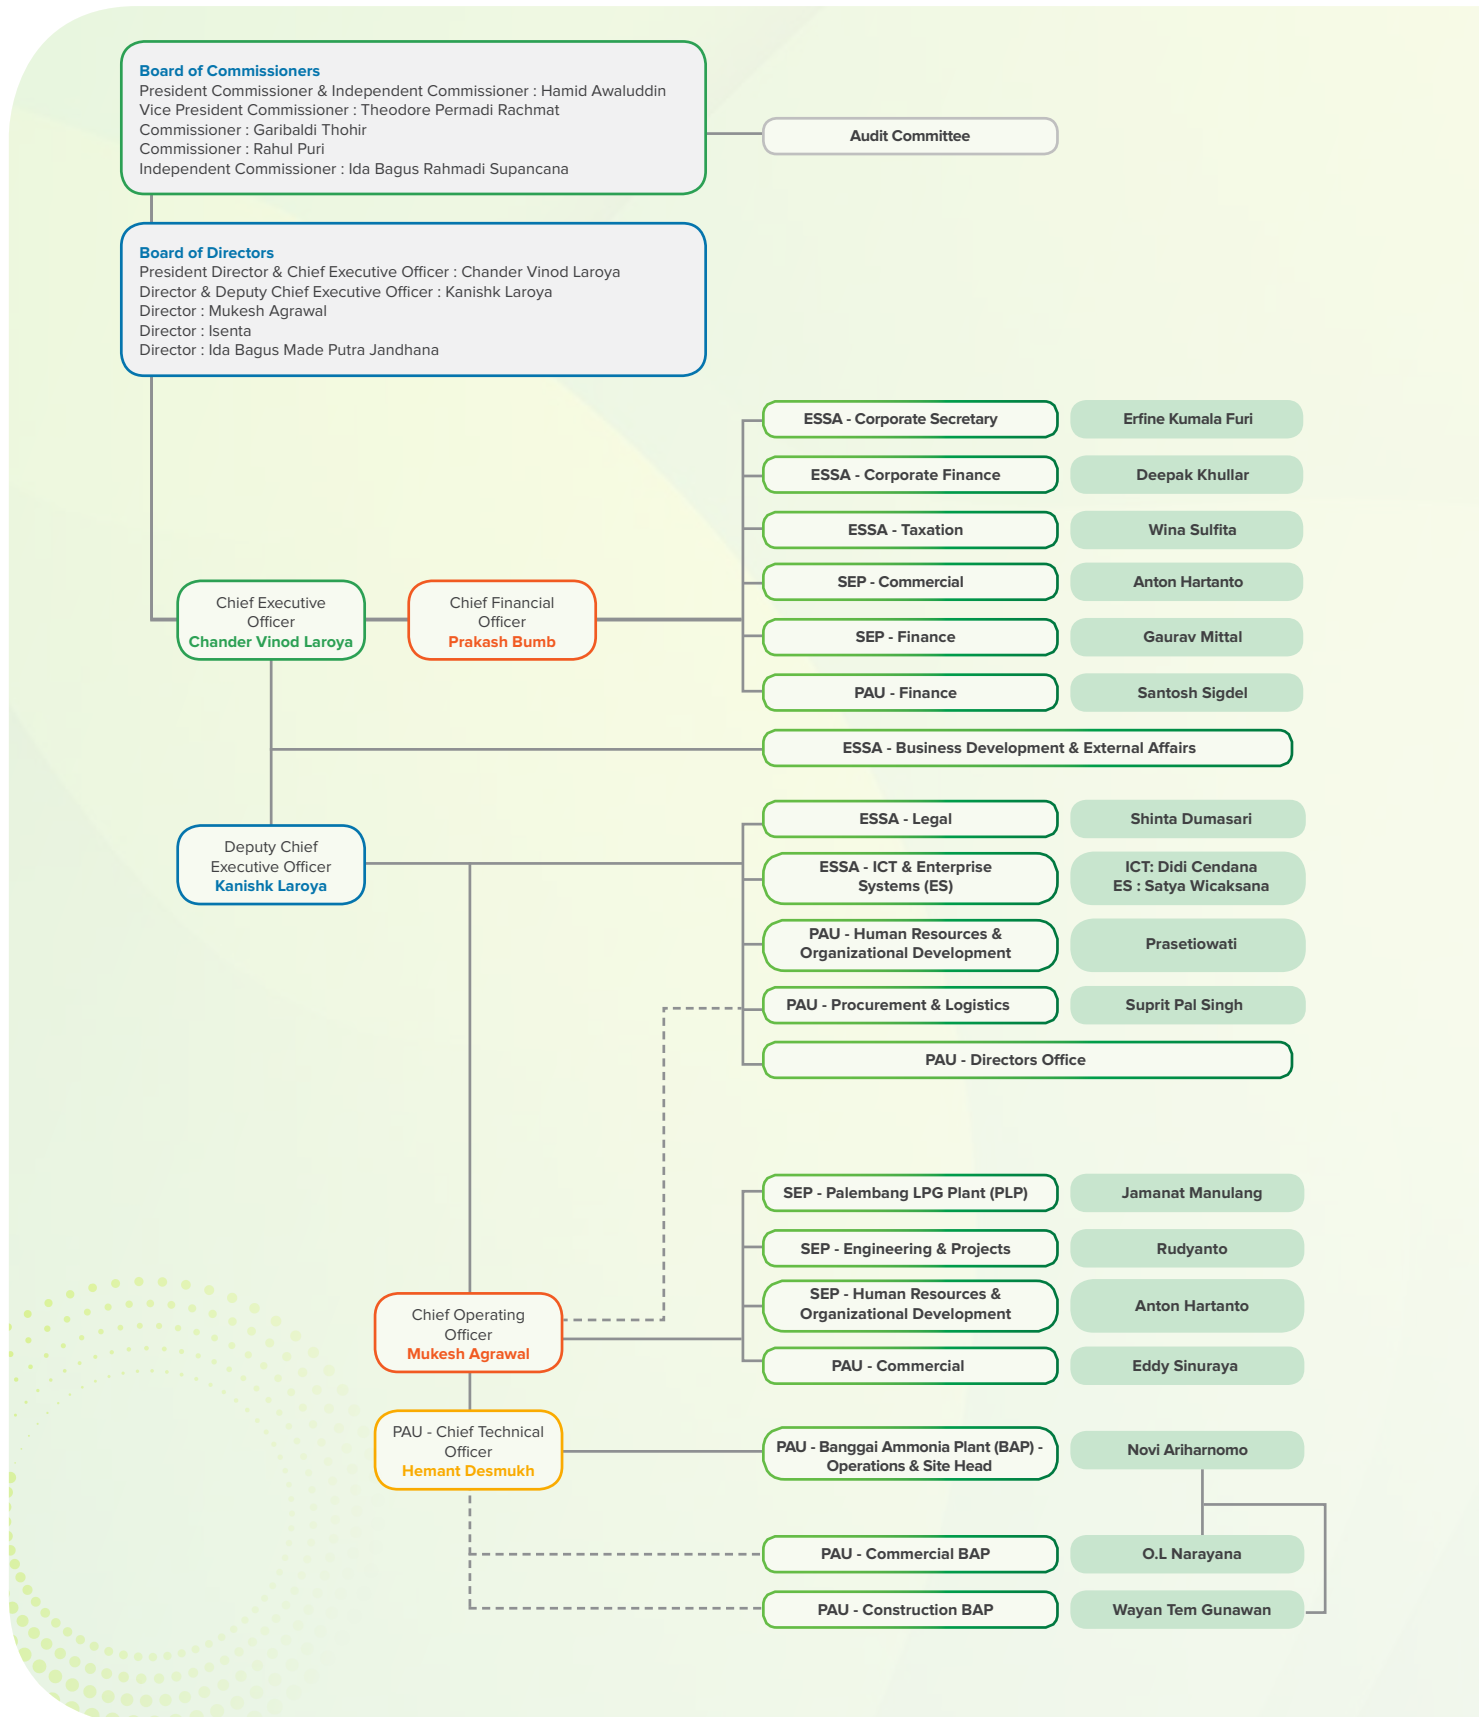 Board of Commissioners
President Commissioner & Independent Commissioner : Hamid Awaluddin
Vice President Commissioner : Theodore Permadi Rachmat
Commissioner : Garibaldi Thohir
Commissioner : Rahul Puri
Independent Commissioner : Ida Bagus Rahmadi Supancana
Audit Committee
Board of Directors
President Director & Chief Executive Officer : Chander Vinod Laroya
Director & Deputy Chief Executive Officer : Kanishk Laroya
Director : Mukesh Agrawal
Director : Isenta
Director : Ida Bagus Made Putra Jandhana
Chief Executive
Officer
Chander Vinod Laroya
Chief Financial
Officer
Prakash Bumb
ESSA - Corporate Secretary
Erfine Kumala Furi
ESSA - Corporate Finance
Deepak Khullar
ESSA - Taxation
Wina Sulfita
SEP - Commercial
Anton Hartanto
SEP - Finance
Gaurav Mittal
PAU - Finance
Santosh Sigdel
ESSA - Business Development & External Affairs
Deputy Chief
Executive Officer
Kanishk Laroya
ESSA - Legal
Shinta Dumasari
ESSA - ICT & Enterprise
Systems (ES)
ICT: Didi Cendana
ES : Satya Wicaksana
PAU - Human Resources &
Organizational Development
Prasetiowati
PAU - Procurement & Logistics
Suprit Pal Singh
PAU - Directors Office
Chief Operating
Officer
Mukesh Agrawal
SEP - Palembang LPG Plant (PLP)
Jamanat Manulang
SEP - Engineering & Projects
Rudyanto
SEP - Human Resources &
Organizational Development
Anton Hartanto
PAU - Commercial
Eddy Sinuraya
PAU - Chief Technical
Officer
Hemant Desmukh
PAU - Banggai Ammonia Plant (BAP) -
Operations & Site Head
Novi Ariharnomo
PAU - Commercial BAP
O.L Narayana
PAU - Construction BAP
Wayan Tem Gunawan